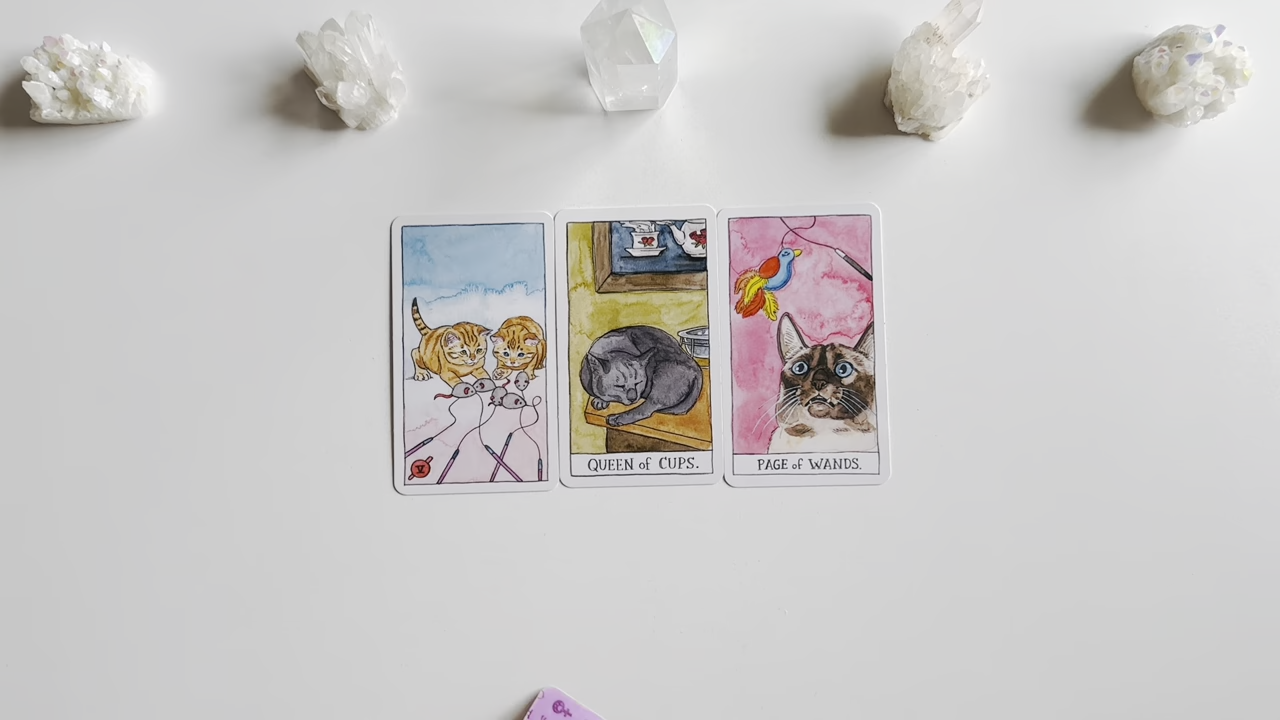 V
QUEEN of CUPS.
PAGE of WANDS.